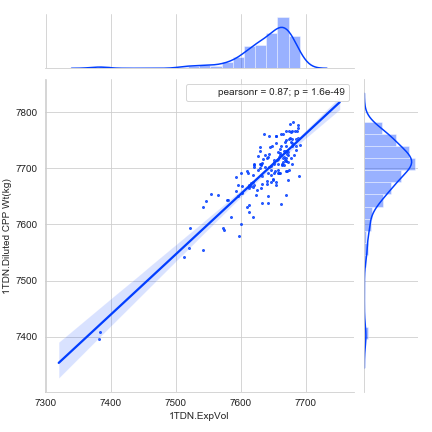 pearsonr = 0.87; p = 1.6e-49
7800
7700
7600
7500
7400
1TDN.Diluted CPP Wt(kg)
7300 7400 7500 7600 7700
1TDN.ExpVol